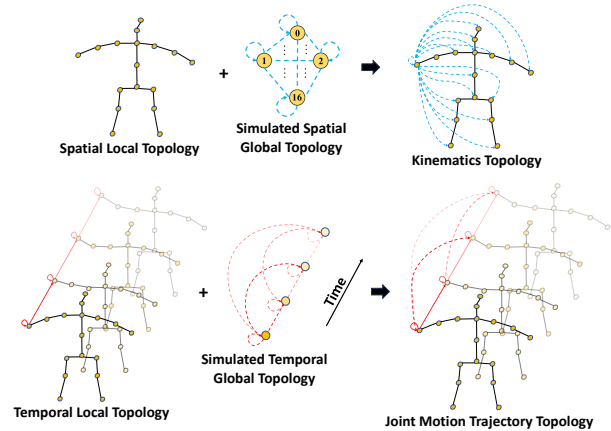 0
+
1
2
16
Spatial Local Topology
Simulated Spatial
Global Topology
Kinematics Topology
+
Time
Simulated Temporal
Global Topology
Temporal Local Topology
Joint Motion Trajectory Topology